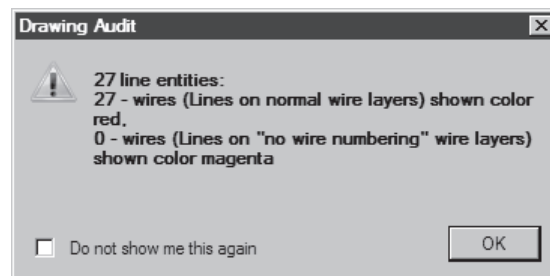 Drawing Audit
27 line entities:
27 - wires (Lines on normal wire layers) shown color
red,
0 - wires (Lines on "no wire numbering" wire layers)
shown color magenta
Do not show me this again
OK